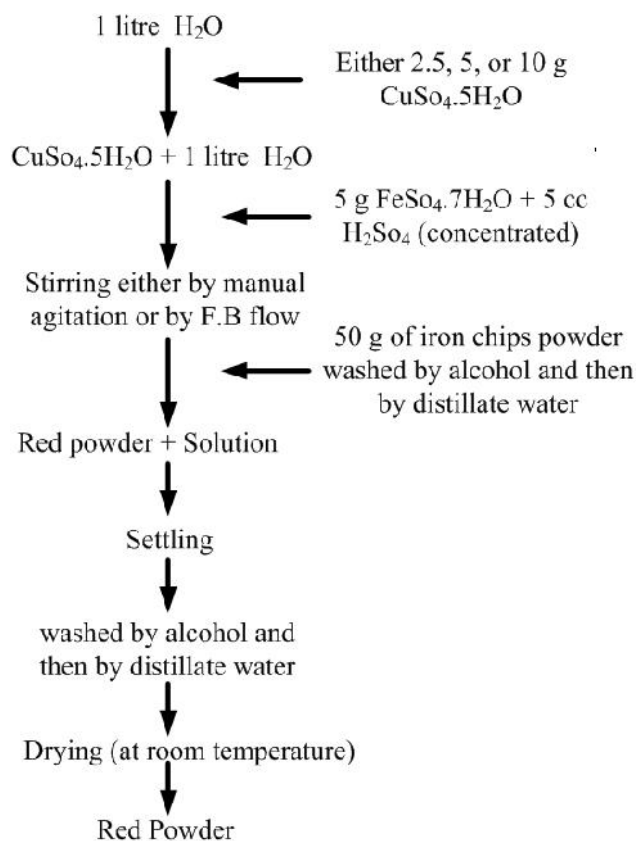 1 litre H₂O
Either 2.5, 5, or 10 g
CuSo₄.5H₂O
CuSo₄.5H₂O + 1 litre H₂O
5 g FeSo₄.7H₂O + 5 cc
H₂So₄ (concentrated)
Stirring either by manual
agitation or by F.B flow
50 g of iron chips powder
washed by alcohol and then
by distillate water
Red powder + Solution
Settling
washed by alcohol and
then by distillate water
Drying (at room temperature)
Red Powder